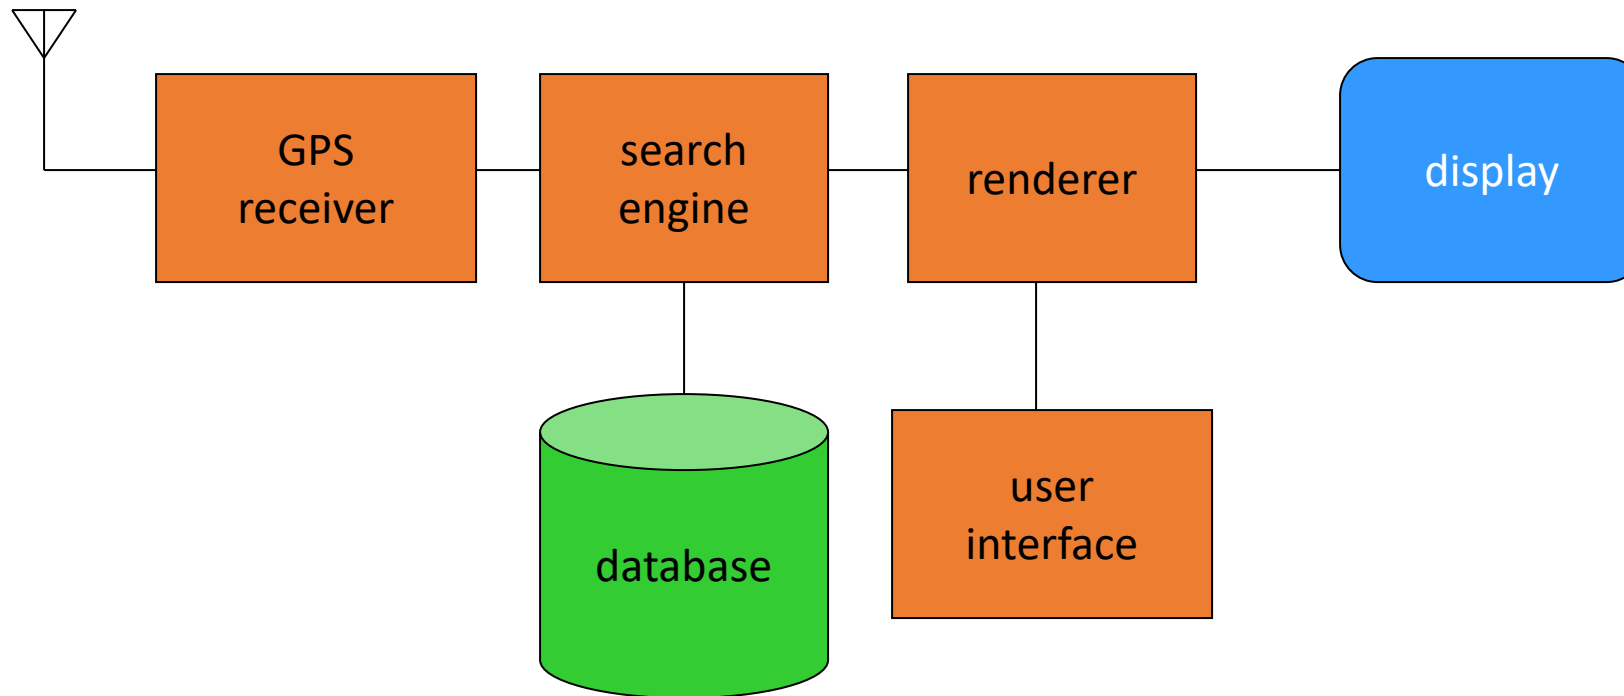 GPS
receiver
search
engine
renderer
display
database
user
interface